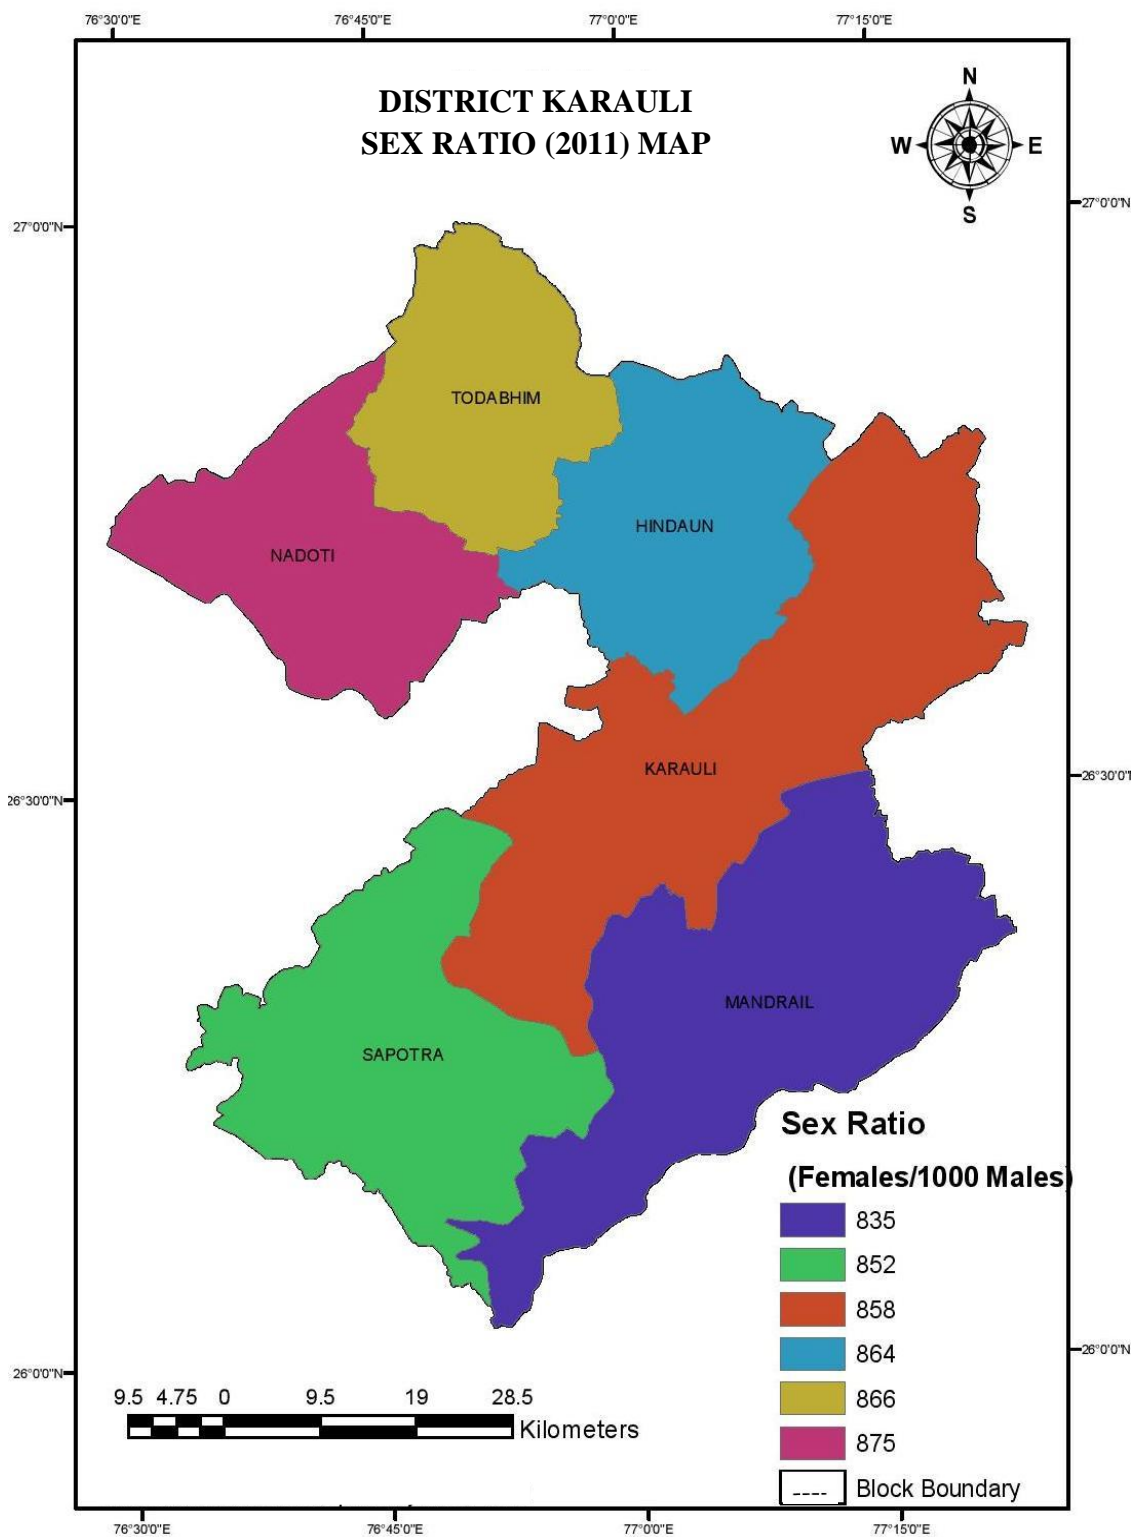 76°30'0"E 76°45'0"E 77°0'0"E 77°15'0"E
DISTRICT KARAULI
SEX RATIO (2011) MAP
N
W E
S
27°0'0"N 27°0'0"N
TODABHIM
HINDAUN
NADOTI
KARAULI
26°30'0"N 26°30'0"N
MANDRAIL
SAPOTRA
Sex Ratio
(Females/1000 Males)
835
852
858
864
866
875
Block Boundary
26°0'0"N 26°0'0"N
9.5 4.75 0 9.5 19 28.5
Kilometers
76°30'0"E 76°45'0"E 77°0'0"E 77°15'0"E